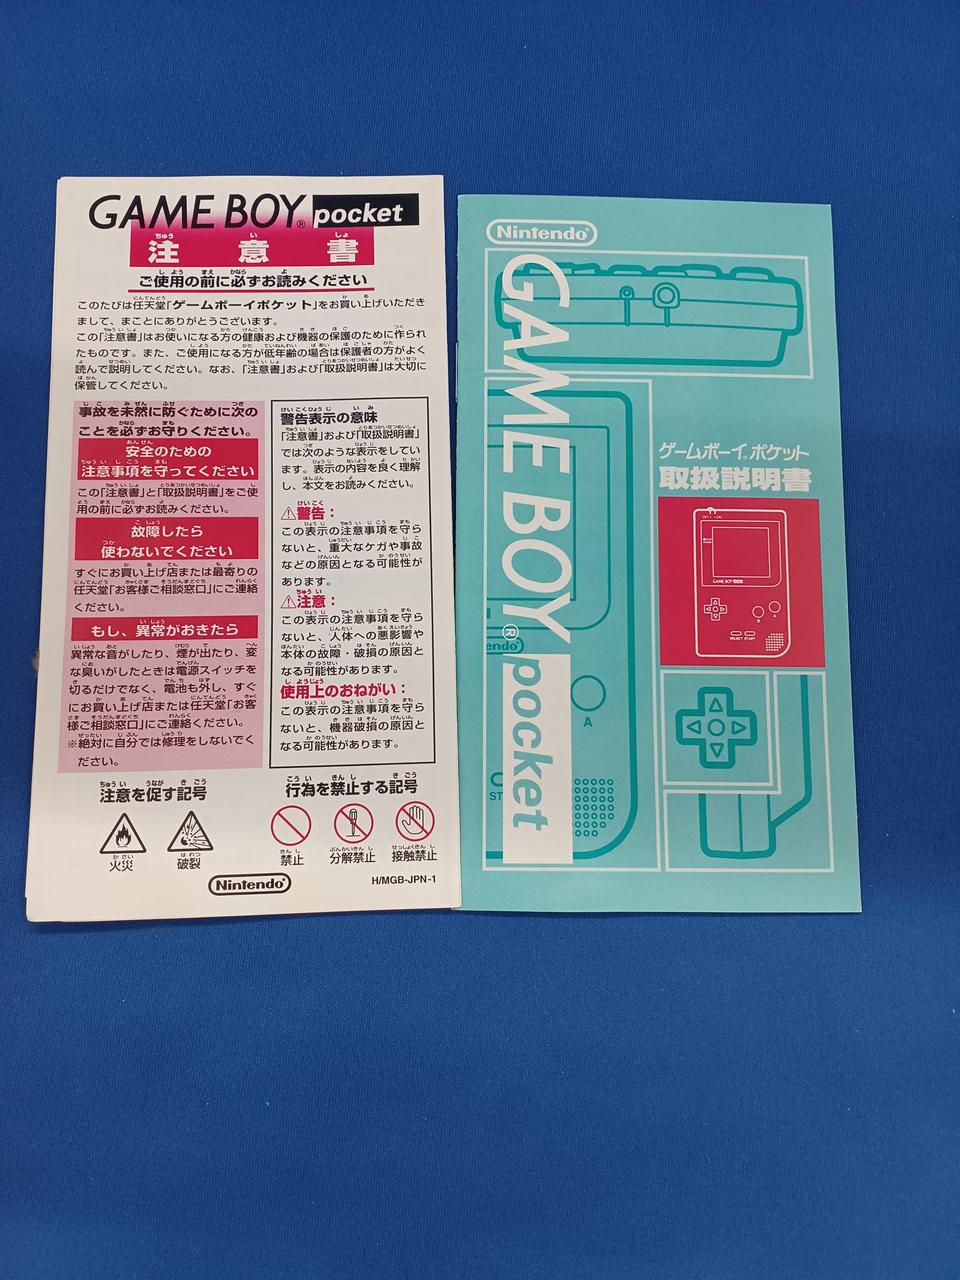 GAME BOY® pocket
注意書
ご使用の前に必ずお読みください
このたびは任天堂「ゲームボーイポケット」をお買い上げいただき
まして、まことにありがとうございます。
この「注意書」はお使いになる方の健康および機器の保護のために作られ
たものです。また、ご使用になる方が低年齢の場合は保護者の方がよく
読んで説明してください。なお、「注意書」および「取扱説明書」は大切に
保管してください。
事故を未然に防ぐために次の
ことを必ずお守りください。
安全のための
注意事項を守ってください
この「注意書」と「取扱説明書」をご使
用の前に必ずお読みください。
故障したら
使わないでください
すぐにお買い上げ店または最寄りの
任天堂「お客様ご相談窓口」にご連絡
ください。
もし、異常がおきたら
異常な音がしたり、煙が出たり、変
な臭いがしたときは電源スイッチを
切るだけでなく、電池も外し、すぐ
にお買い上げ店または任天堂「お客
様ご相談窓口」にご連絡ください。
※絶対に自分では修理をしないでく
ださい。
警告表示の意味
「注意書」および「取扱説明書」
では次のような表示をしてい
ます。表示の内容を良く理解
し、本文をお読みください。
警告：
この表示の注意事項を守ら
ないと、重大なケガや事故
などの原因となる可能性が
あります。
注意：
この表示の注意事項を守ら
ないと、人体への悪影響や
本体の故障・破損の原因と
なる可能性があります。
使用上のおねがい：
この表示の注意事項を守ら
ないと、機器破損の原因と
なる可能性があります。
注意を促す記号
火災
破裂
行為を禁止する記号
禁止
分解禁止
接触禁止
Nintendo®
H/MGB-JPN-1
Nintendo®
GAME BOY® pocket
ゲームボーイ®ポケット
取扱説明書
GAME BOY
B
A
SELECT START
endo®
A
ST